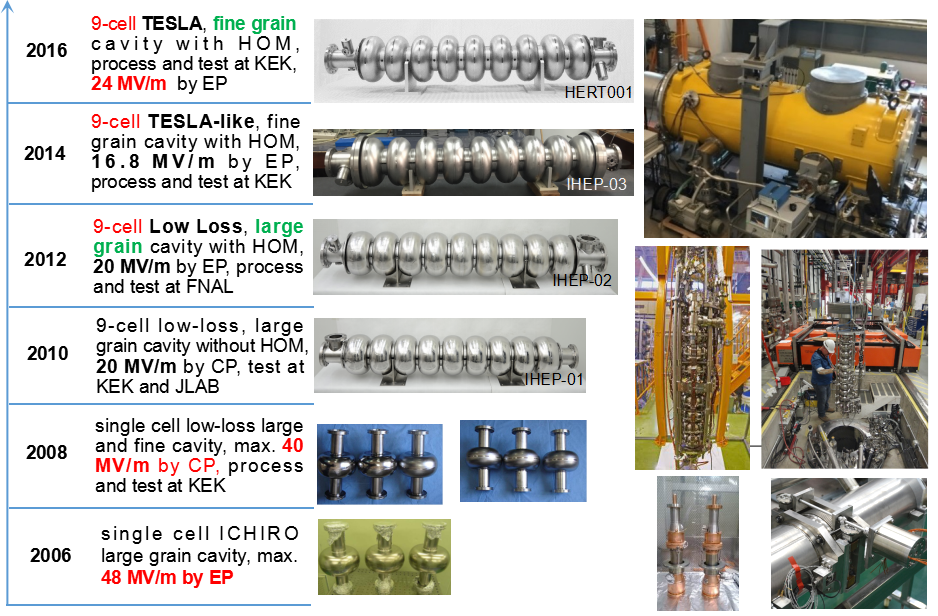 2016
9-cell TESLA, fine grain
cavity with HOM,
process and test at KEK,
24 MV/m by EP
HERT001
2014
9-cell TESLA-like, fine
grain cavity with HOM,
16.8 MV/m by EP,
process and test at KEK
IHEP-03
2012
9-cell Low Loss, large
grain cavity with HOM,
20 MV/m by EP, process
and test at FNAL
IHEP-02
2010
9-cell low-loss, large
grain cavity without HOM,
20 MV/m by CP, test at
KEK and JLAB
IHEP-01
2008
single cell low-loss large
and fine cavity, max. 40
MV/m by CP, process
and test at KEK
2006
single cell ICHIRO
large grain cavity, max.
48 MV/m by EP